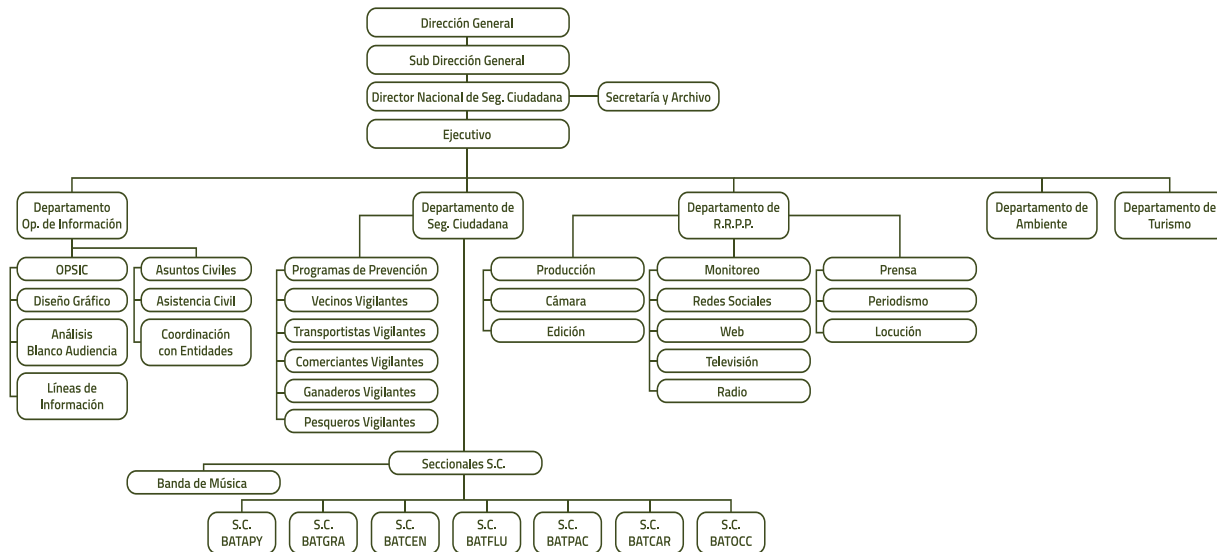 Dirección General
Sub Dirección General
Director Nacional de Seg. Ciudadana
Secretaría y Archivo
Ejecutivo
Departamento
Op. de Información
Departamento de
Seg. Ciudadana
Departamento de
R.R.P.P.
Departamento de
Ambiente
Departamento de
Turismo
OPSIC
Diseño Gráfico
Análisis
Blanco Audiencia
Líneas de
Información
Asuntos Civiles
Asistencia Civil
Coordinación
con Entidades
Programas de Prevención
Vecinos Vigilantes
Transportistas Vigilantes
Comerciantes Vigilantes
Ganaderos Vigilantes
Pesqueros Vigilantes
Producción
Cámara
Edición
Monitoreo
Redes Sociales
Web
Televisión
Radio
Prensa
Periodismo
Locución
Seccionales S.C.
Banda de Música
S.C.
BATAPY
S.C.
BATGRA
S.C.
BATCEN
S.C.
BATFLU
S.C.
BATPAC
S.C.
BATCAR
S.C.
BATOCC